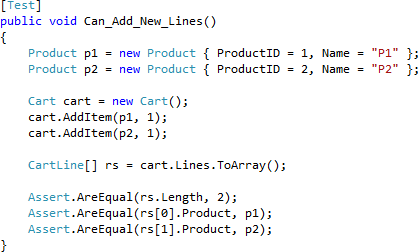 [Test]
public void Can_Add_New_Lines()
{
    Product p1 = new Product { ProductID = 1, Name = "P1" };
    Product p2 = new Product { ProductID = 2, Name = "P2" };

    Cart cart = new Cart();
    cart.AddItem(p1, 1);
    cart.AddItem(p2, 1);

    CartLine[] rs = cart.Lines.ToArray();

    Assert.AreEqual(rs.Length, 2);
    Assert.AreEqual(rs[0].Product, p1);
    Assert.AreEqual(rs[1].Product, p2);
}